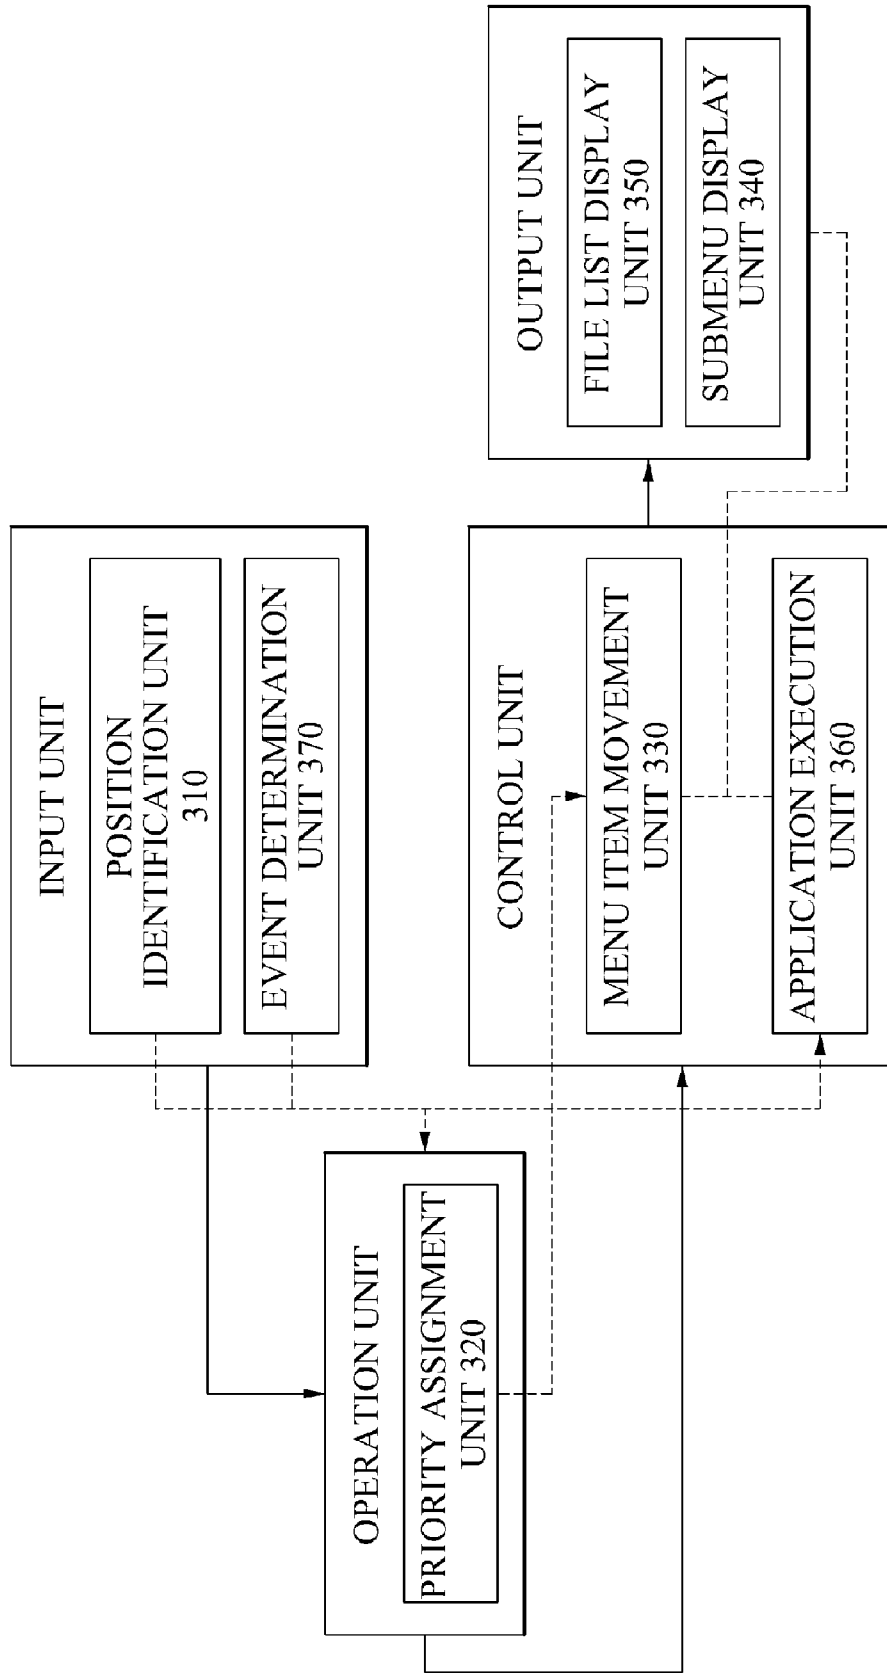 INPUT UNIT
POSITION
IDENTIFICATION UNIT
310
EVENT DETERMINATION
UNIT 370
OPERATION UNIT
PRIORITY ASSIGNMENT
UNIT 320
CONTROL UNIT
MENU ITEM MOVEMENT
UNIT 330
APPLICATION EXECUTION
UNIT 360
OUTPUT UNIT
FILE LIST DISPLAY
UNIT 350
SUBMENU DISPLAY
UNIT 340